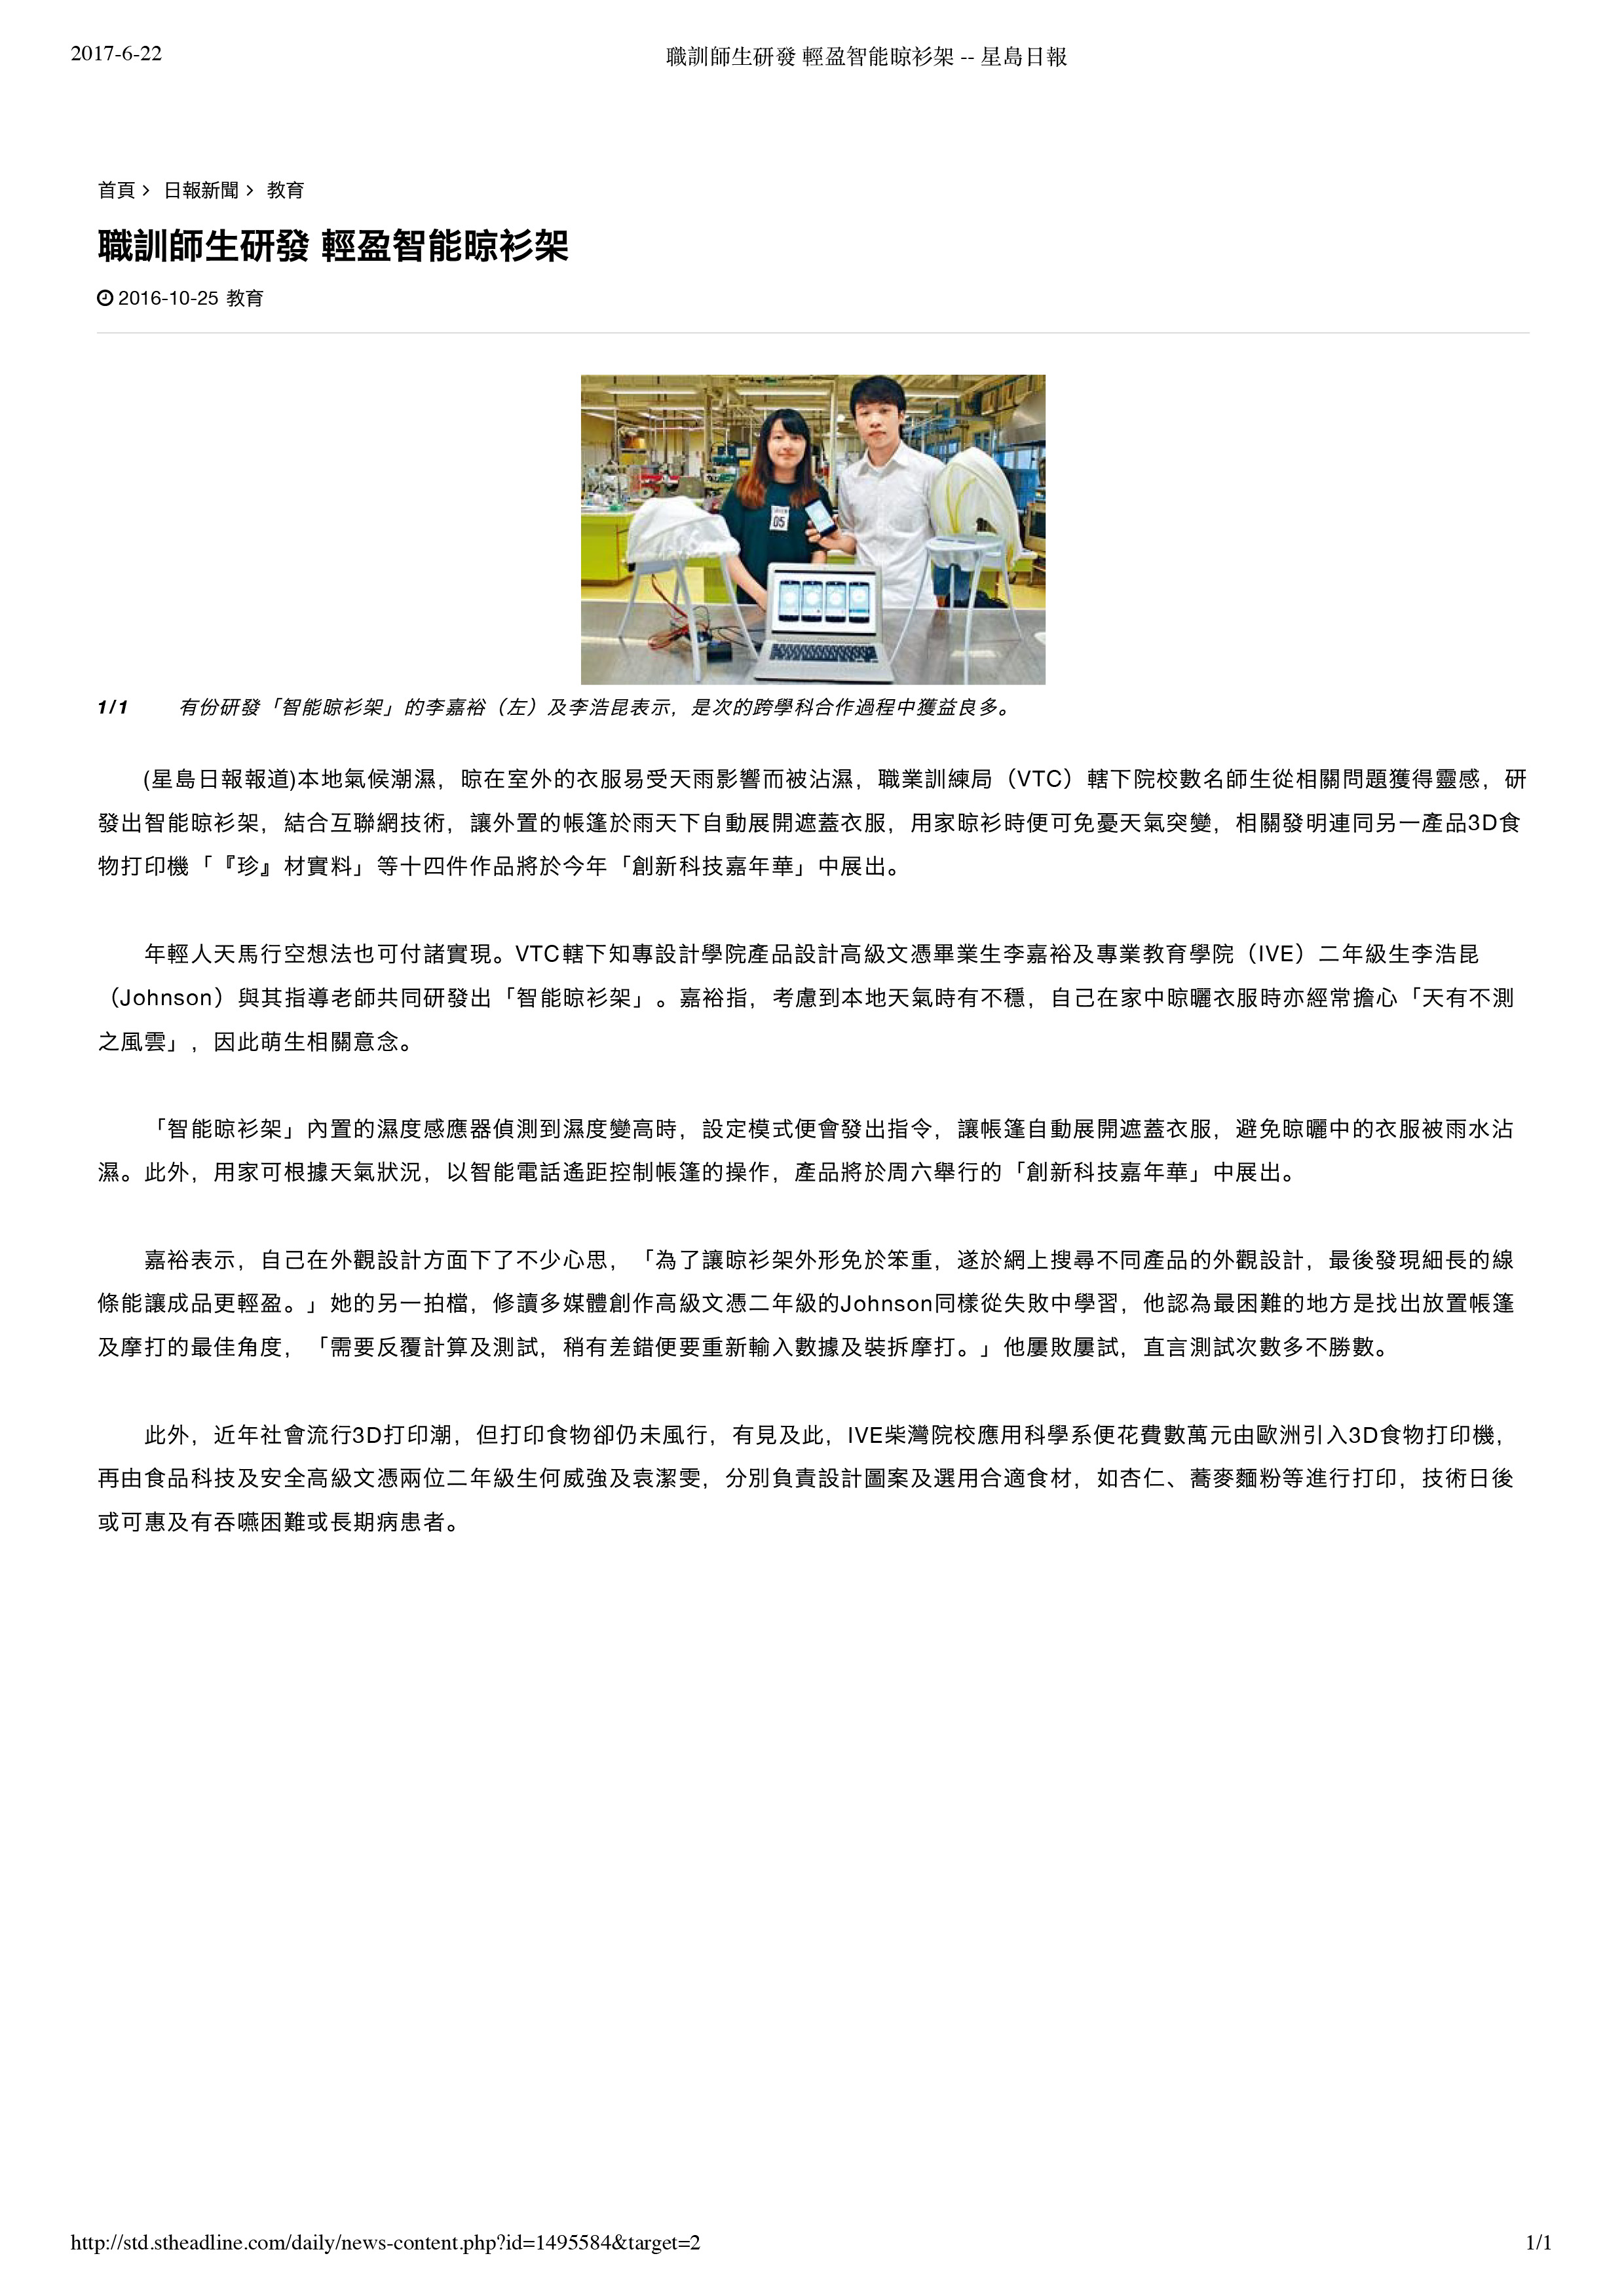 2017-6-22
職訓師生研發 輕盈智能晾衫架 -- 星島日報
首頁 › 日報新聞 › 教育
職訓師生研發 輕盈智能晾衫架
2016-10-25 教育
05
1/1 有份研發「智能晾衫架」的李嘉裕（左）及李浩昆表示，是次的跨學科合作過程中獲益良多。
(星島日報報道)本地氣候潮濕，晾在室外的衣服易受天雨影響而被沾濕，職業訓練局（VTC）轄下院校數名師生從相關問題獲得靈感，研
發出智能晾衫架，結合互聯網技術，讓外置的帳篷於雨天下自動展開遮蓋衣服，用家晾衫時便可免憂天氣突變，相關發明連同另一產品3D食
物打印機「『珍』材實料」等十四件作品將於今年「創新科技嘉年華」中展出。
年輕人天馬行空想法也可付諸實現。VTC轄下知專設計學院產品設計高級文憑畢業生李嘉裕及專業教育學院（IVE）二年級生李浩昆
（Johnson）與其指導老師共同研發出「智能晾衫架」。嘉裕指，考慮到本地天氣時有不穩，自己在家中晾曬衣服時亦經常擔心「天有不測
之風雲」，因此萌生相關意念。
「智能晾衫架」內置的濕度感應器偵測到濕度變高時，設定模式便會發出指令，讓帳篷自動展開遮蓋衣服，避免晾曬中的衣服被雨水沾
濕。此外，用家可根據天氣狀況，以智能電話遙距控制帳篷的操作，產品將於周六舉行的「創新科技嘉年華」中展出。
嘉裕表示，自己在外觀設計方面下了不少心思，「為了讓晾衫架外形免於笨重，遂於網上搜尋不同產品的外觀設計，最後發現細長的線
條能讓成品更輕盈。」她的另一拍檔，修讀多媒體創作高級文憑二年級的Johnson同樣從失敗中學習，他認為最困難的地方是找出放置帳篷
及摩打的最佳角度，「需要反覆計算及測試，稍有差錯便要重新輸入數據及裝拆摩打。」他屢敗屢試，直言測試次數多不勝數。
此外，近年社會流行3D打印潮，但打印食物卻仍未風行，有見及此，IVE柴灣院校應用科學系便花費數萬元由歐洲引入3D食物打印機，
再由食品科技及安全高級文憑兩位二年級生何威強及袁潔雯，分別負責設計圖案及選用合適食材，如杏仁、蕎麥麵粉等進行打印，技術日後
或可惠及有吞嚥困難或長期病患者。
http://std.stheadline.com/daily/news-content.php?id=1495584&target=2
1/1